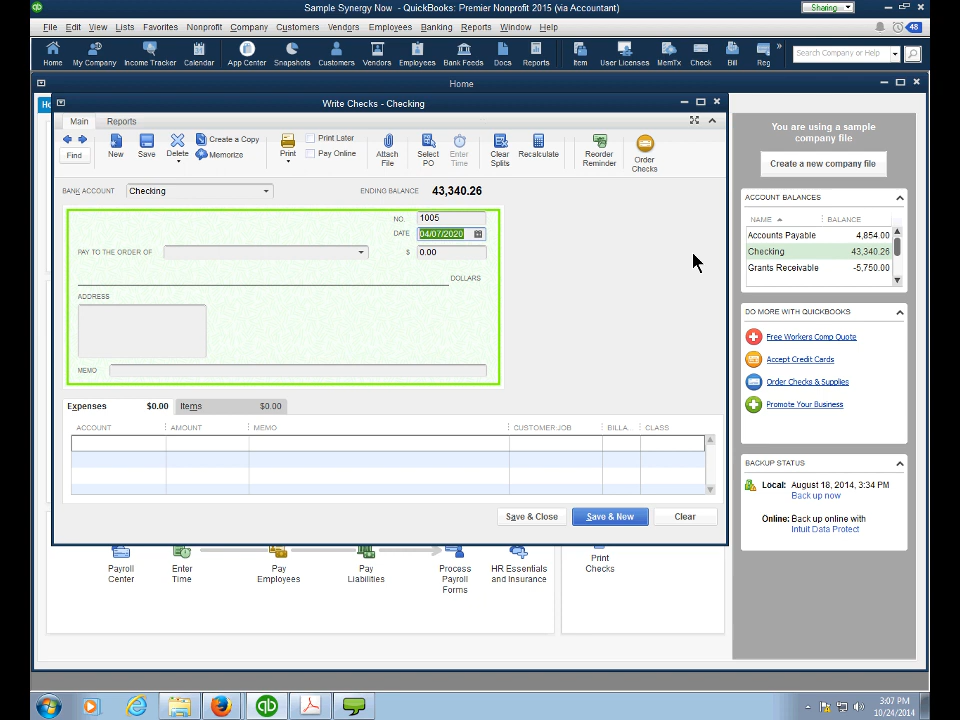 Sample Synergy Now - QuickBooks: Premier Nonprofit 2015 (via Accountant)
Sharing
File Edit View Lists Favorites Nonprofit Company Customers Vendors Employees Banking Reports Window Help
48
Home My Company Income Tracker Calendar App Center Snapshots Customers Vendors Employees Bank Feeds Docs Reports Item User Licenses MemTx Check Bill Reg » Search Company or Help
Home
Write Checks - Checking
Main Reports
Find New Save Delete Create a Copy Memorize Print Print Later Pay Online Attach File Select PO Enter Time Clear Splits Recalculate Reorder Reminder Order Checks
BANK ACCOUNT Checking ENDING BALANCE 43,340.26
NO. 1005
DATE 04/07/2020
PAY TO THE ORDER OF $ 0.00
DOLLARS
ADDRESS
MEMO
Expenses $0.00 Items $0.00
ACCOUNT AMOUNT MEMO CUSTOMER:JOB BILLA... CLASS
Save & Close Save & New Clear
Payroll Center
Enter Time
Pay Employees
Pay Liabilities
Process Payroll Forms
HR Essentials and Insurance
Print Checks
You are using a sample company file
Create a new company file
ACCOUNT BALANCES
NAME BALANCE
Accounts Payable 4,854.00
Checking 43,340.26
Grants Receivable -5,750.00
DO MORE WITH QUICKBOOKS
Free Workers Comp Quote
Accept Credit Cards
Order Checks & Supplies
Promote Your Business
BACKUP STATUS
Local: August 18, 2014, 3:34 PM
Back up now
Online: Back up online with
Intuit Data Protect
3:07 PM
10/24/2014